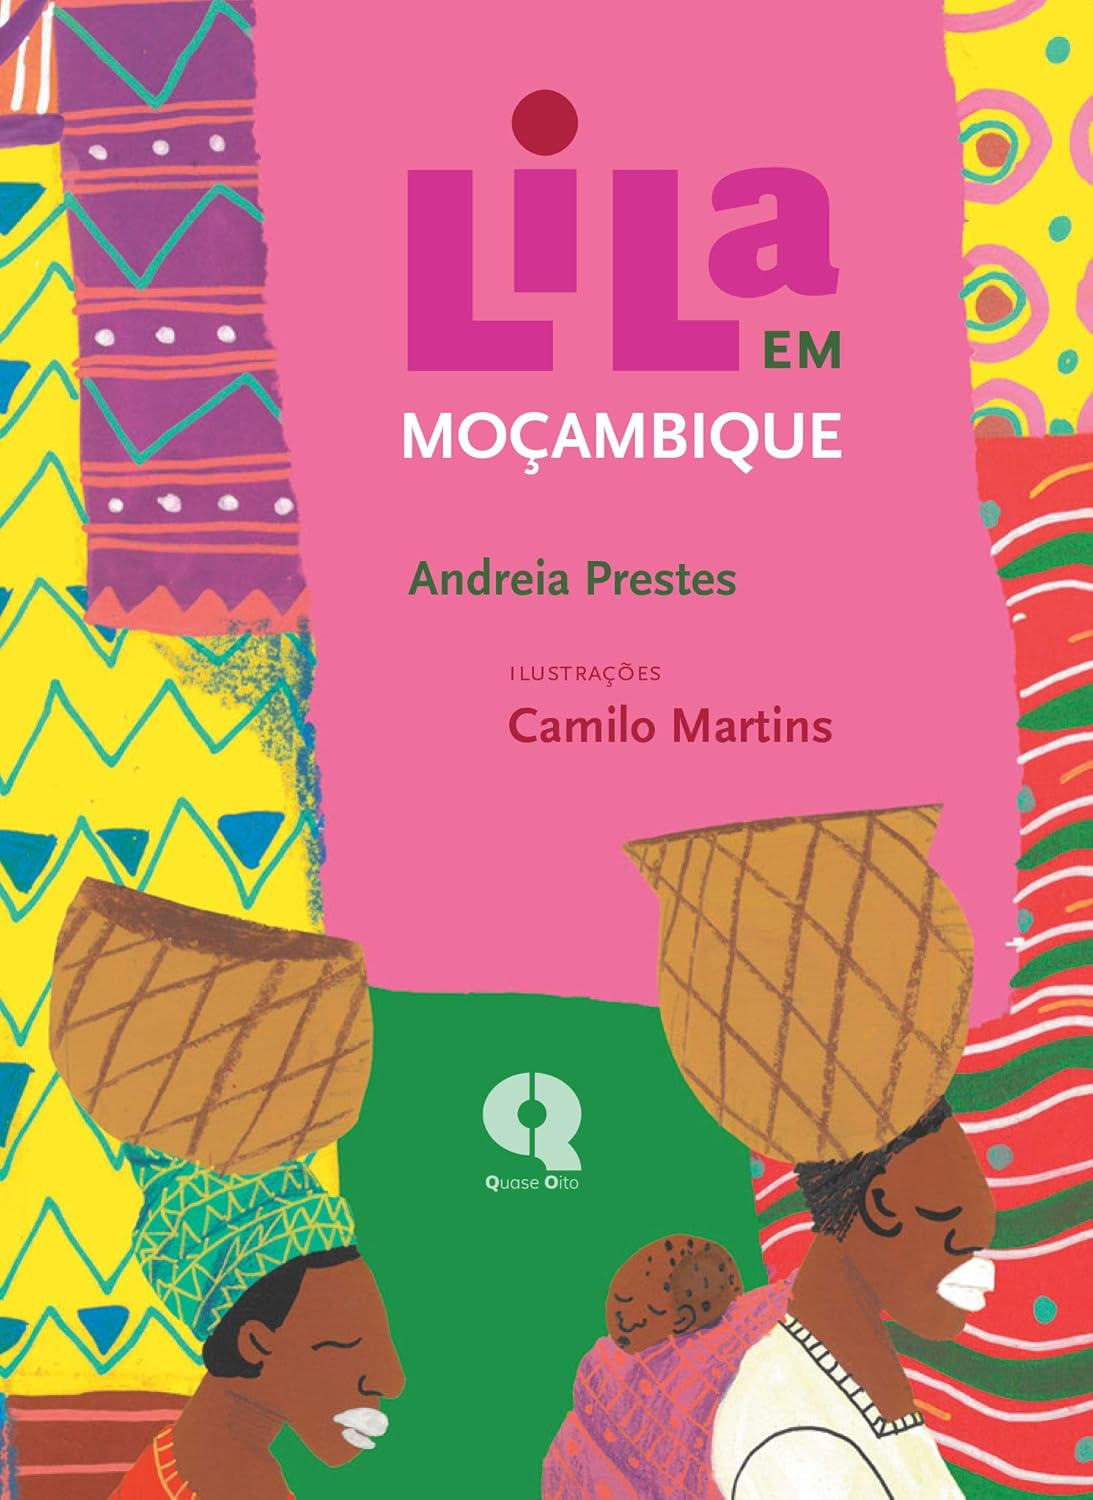 LiLa
EM
MOÇAMBIQUE
Andreia Prestes
ILUSTRAÇÕES
Camilo Martins
Quase Oito